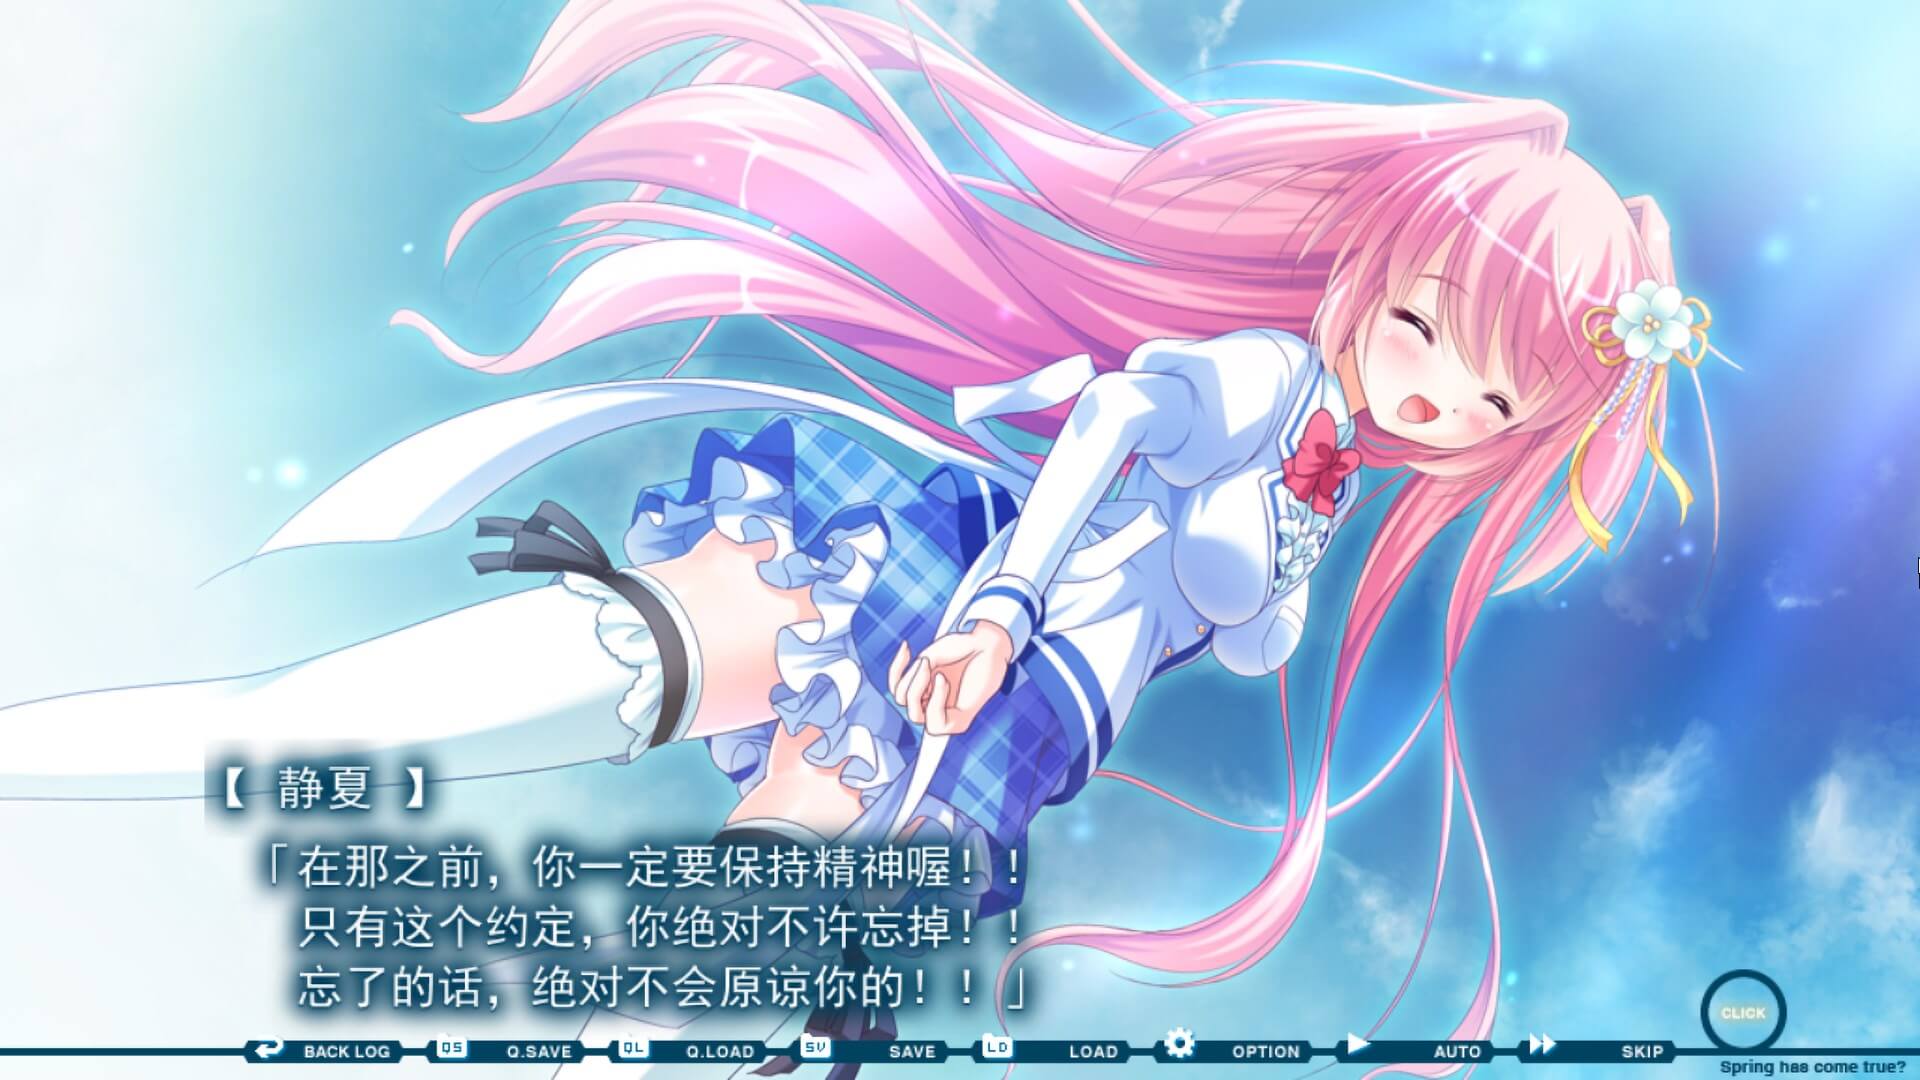 【 静夏 】
「在那之前，你一定要保持精神喔！！
只有这个约定，你绝对不许忘掉！！
忘了的话，绝对不会原谅你的！！」
CLICK
BACK LOG
QS Q.SAVE
QL Q.LOAD
SV SAVE
LD LOAD
OPTION
AUTO
SKIP
Spring has come true?